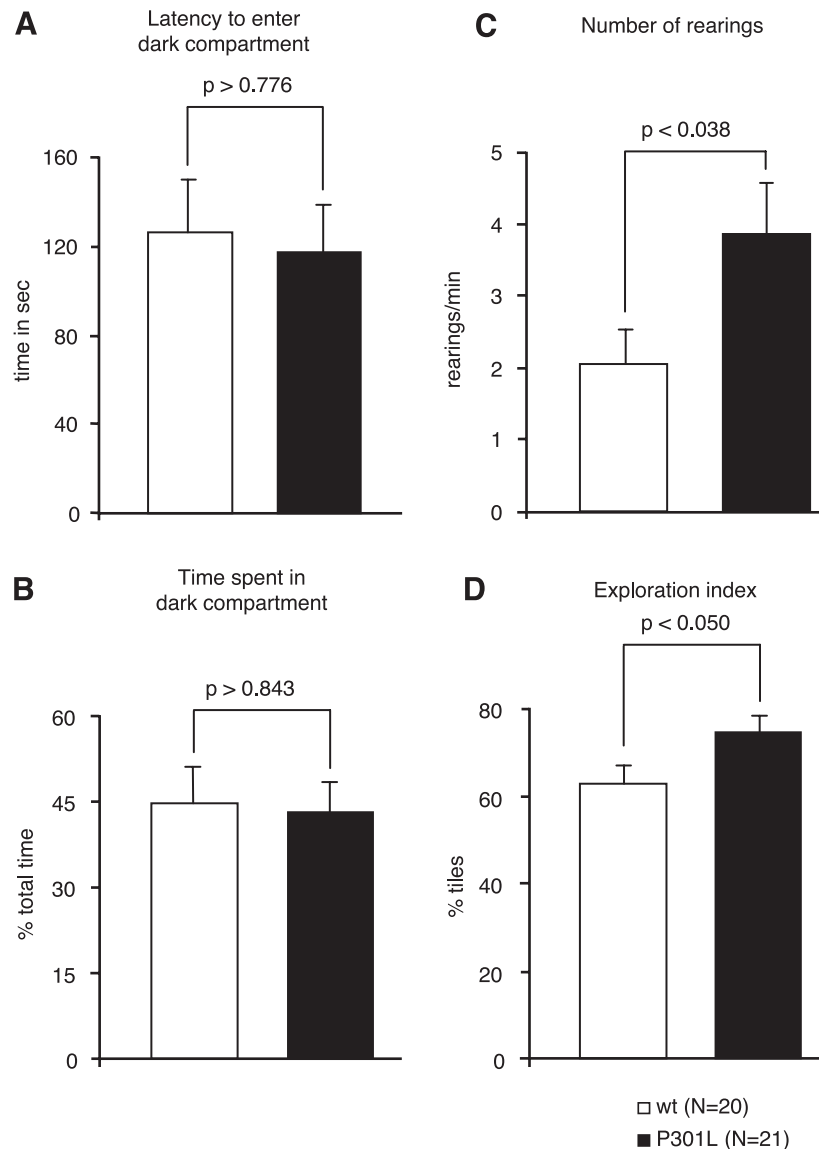 A
Latency to enter
dark compartment
p > 0.776
160
120
80
40
0
time in sec
C
Number of rearings
p < 0.038
5
4
3
2
1
0
rearings/min
B
Time spent in
dark compartment
p > 0.843
60
45
30
15
0
% total time
D
Exploration index
p < 0.050
80
60
40
20
0
% tiles
wt (N=20)
P301L (N=21)